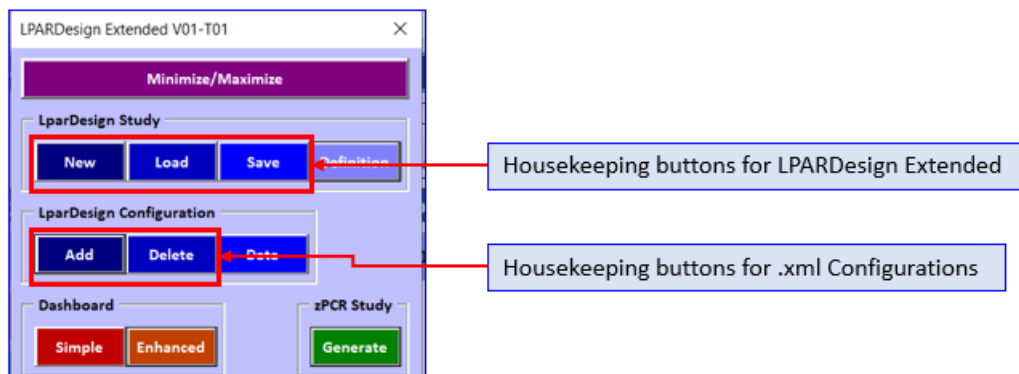 LPARDesign Extended V01-T01
Minimize/Maximize
LparDesign Study
New Load Save Definition
Housekeeping buttons for LPARDesign Extended
LparDesign Configuration
Add Delete Data
Housekeeping buttons for .xml Configurations
Dashboard zPCR Study
Simple Enhanced Generate